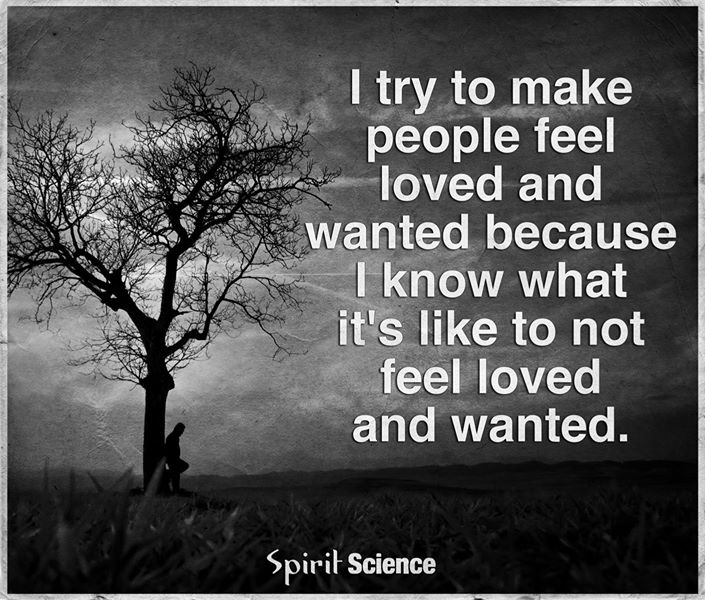 I try to make
people feel
loved and
wanted because
I know what
it's like to not
feel loved
and wanted.
Spirit Science